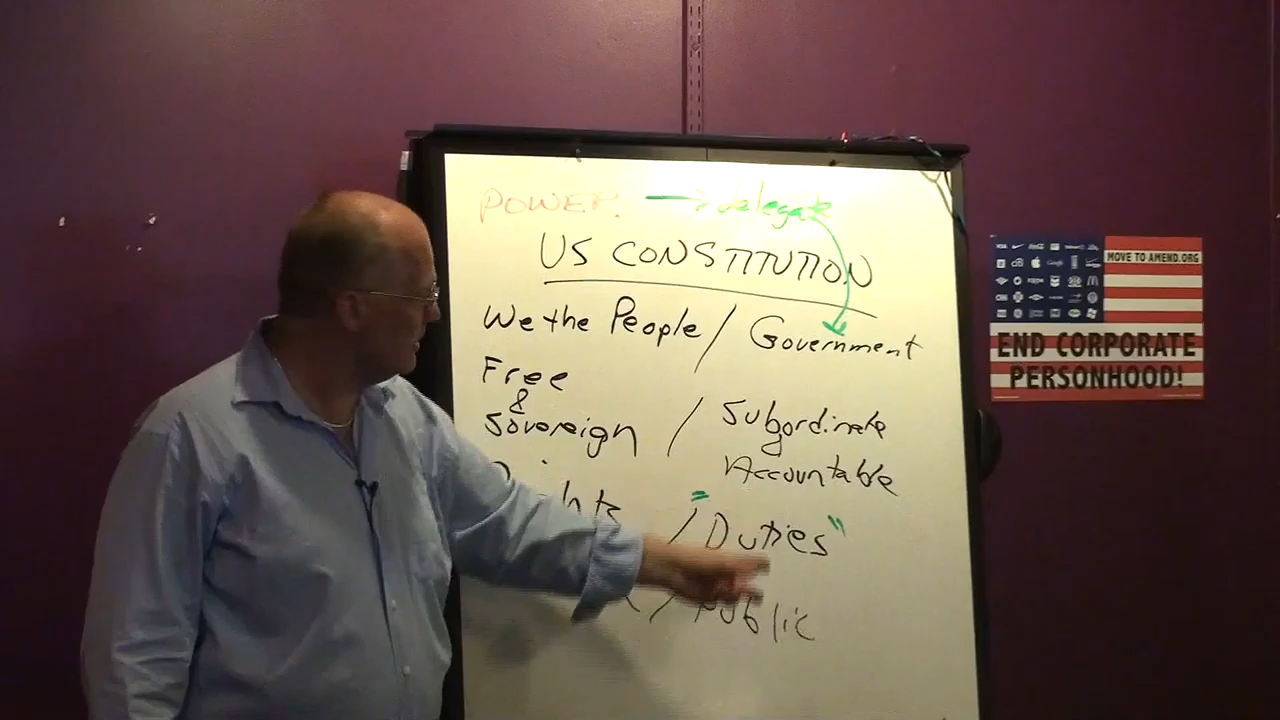 POWER → delegate
US CONSTITUTION
We the People / Government
Free
&
Sovereign / Subordinate
Accountable
/ "Duties"
/ Public
MOVE TO AMEND.ORG
END CORPORATE
PERSONHOOD!